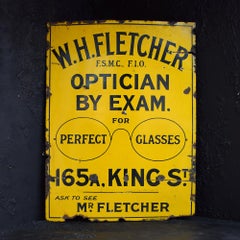 W.H.FLETCHER
F.S.M.C. F.I.O.
OPTICIAN
BY EXAM.
FOR
PERFECT GLASSES
165A. KING ST
ASK TO SEE
MR FLETCHER